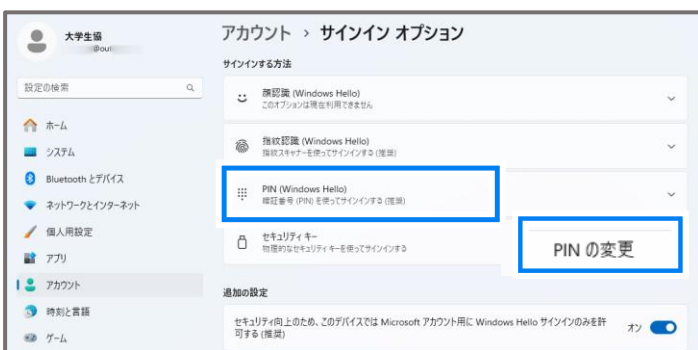 大学生協
@ou
アカウント › サインイン オプション
サインインする方法
設定の検索
顔認識 (Windows Hello)
このオプションは現在利用できません
ホーム
指紋認識 (Windows Hello)
指紋スキャナーを使ってサインインする (推奨)
システム
Bluetooth とデバイス
PIN (Windows Hello)
暗証番号 (PIN) を使ってサインインする (推奨)
ネットワークとインターネット
個人用設定
セキュリティ キー
物理的なセキュリティ キーを使ってサインインする
PIN の変更
アプリ
アカウント
追加の設定
時刻と言語
セキュリティ向上のため、このデバイスでは Microsoft アカウント用に Windows Hello サインインのみを許
可する (推奨)
オン
ゲーム